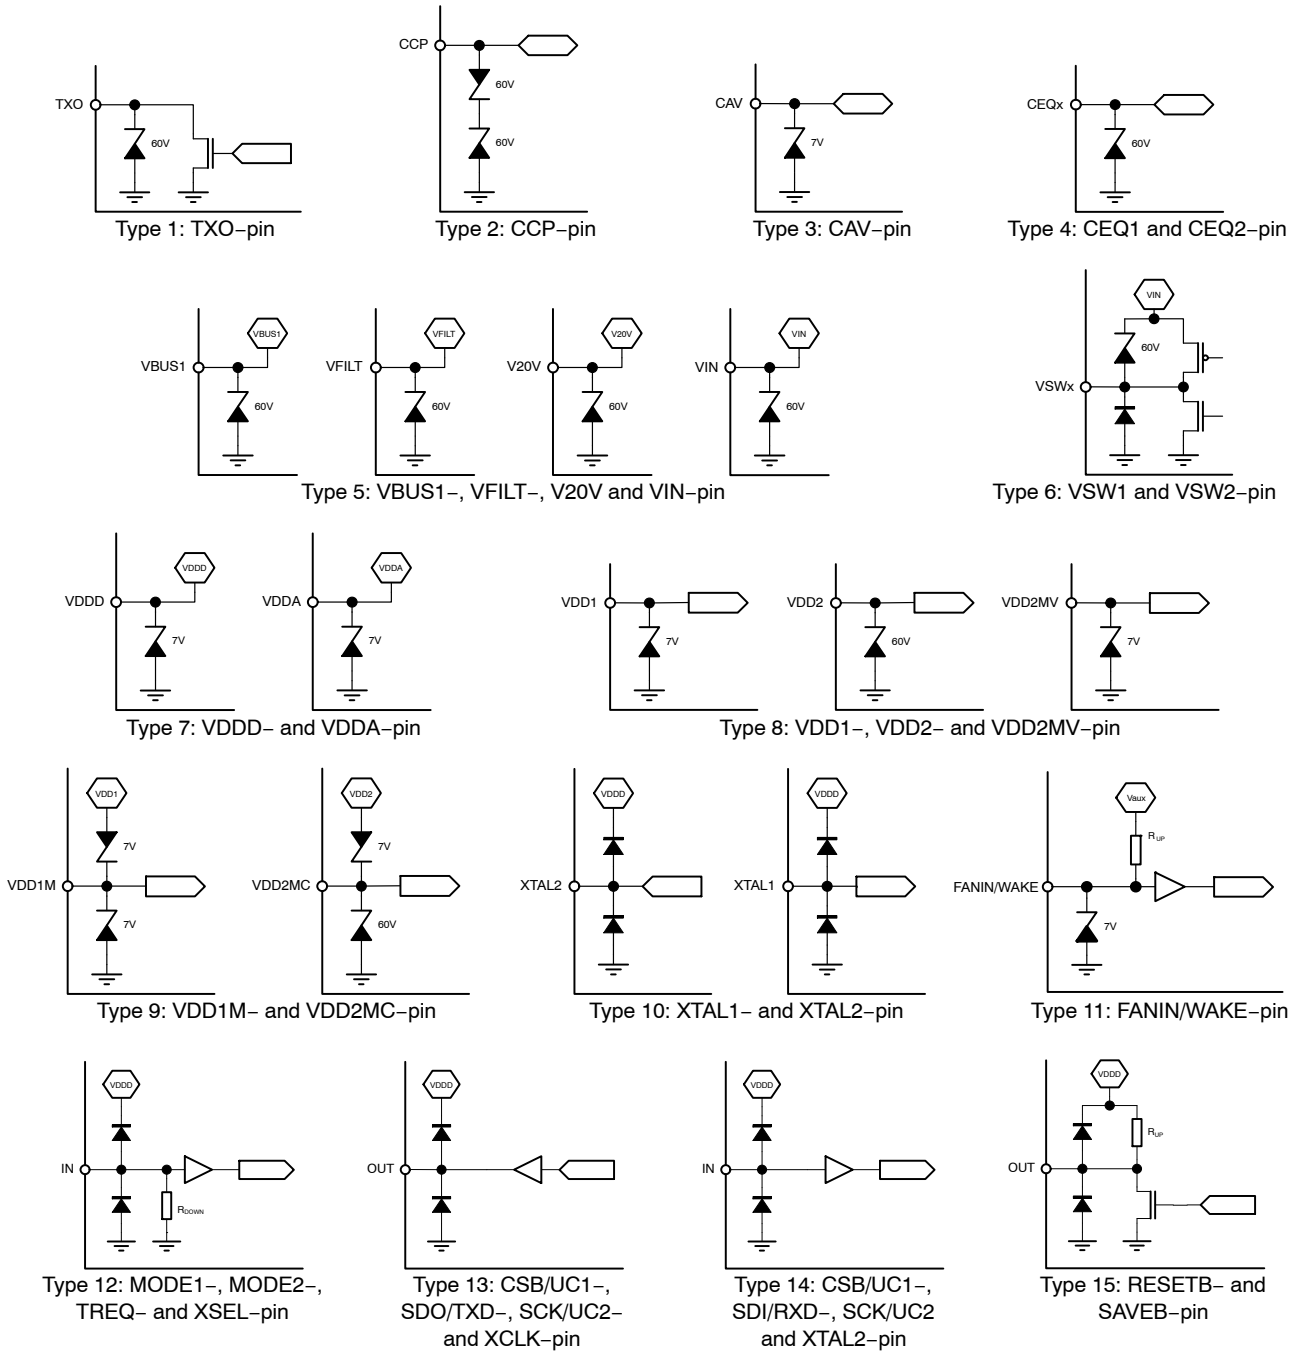 CCP
60V
60V
TXO
60V
CAV
7V
CEQx
60V
Type 1: TXO−pin
Type 2: CCP−pin
Type 3: CAV−pin
Type 4: CEQ1 and CEQ2−pin
VBUS1
VBUS1
60V
VFILT
VFILT
60V
V20V
V20V
60V
VIN
VIN
60V
VIN
60V
VSWx
Type 5: VBUS1−, VFILT−, V20V and VIN−pin
Type 6: VSW1 and VSW2−pin
VDDD
VDDD
7V
VDDA
VDDA
7V
VDD1
7V
VDD2
60V
VDD2MV
7V
Type 7: VDDD− and VDDA−pin
Type 8: VDD1−, VDD2− and VDD2MV−pin
VDD1
7V
VDD1M
7V
VDD2
7V
VDD2MC
60V
VDDD
XTAL2
VDDD
XTAL1
Vaux
RUP
FANIN/WAKE
7V
Type 9: VDD1M− and VDD2MC−pin
Type 10: XTAL1− and XTAL2−pin
Type 11: FANIN/WAKE−pin
VDDD
IN
RDOWN
VDDD
OUT
VDDD
IN
VDDD
RUP
OUT
Type 12: MODE1−, MODE2−,
TREQ− and XSEL−pin
Type 13: CSB/UC1−,
SDO/TXD−, SCK/UC2−
and XCLK−pin
Type 14: CSB/UC1−,
SDI/RXD−, SCK/UC2
and XTAL2−pin
Type 15: RESETB− and
SAVEB−pin